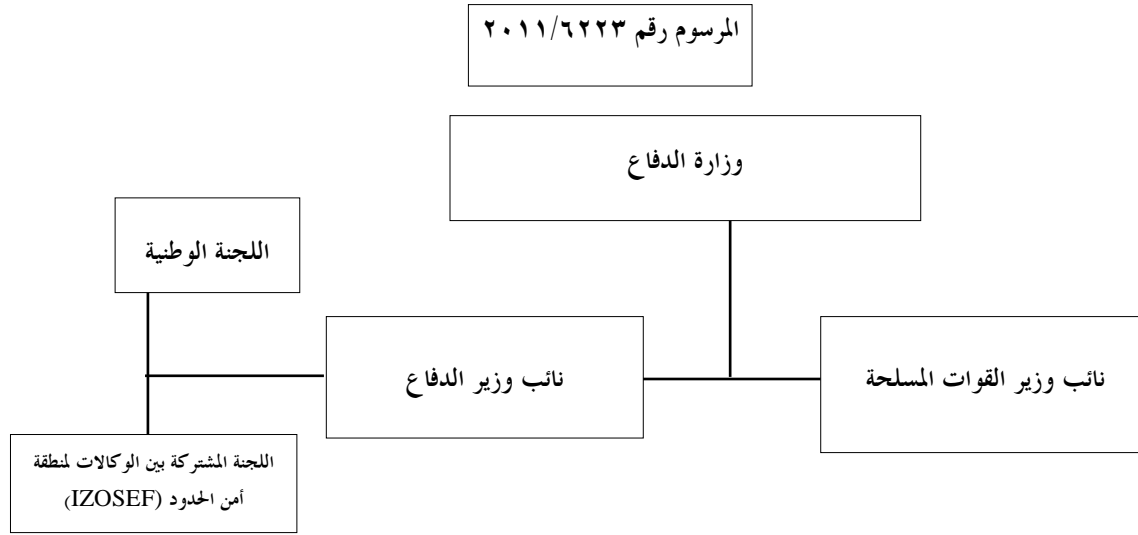 المرسوم رقم ٢٠١١/٦٢٢٣
وزارة الدفاع
اللجنة الوطنية
نائب وزير القوات المسلحة
نائب وزير الدفاع
اللجنة المشتركة بين الوكالات لمنطقة
أمن الحدود (IZOSEF)